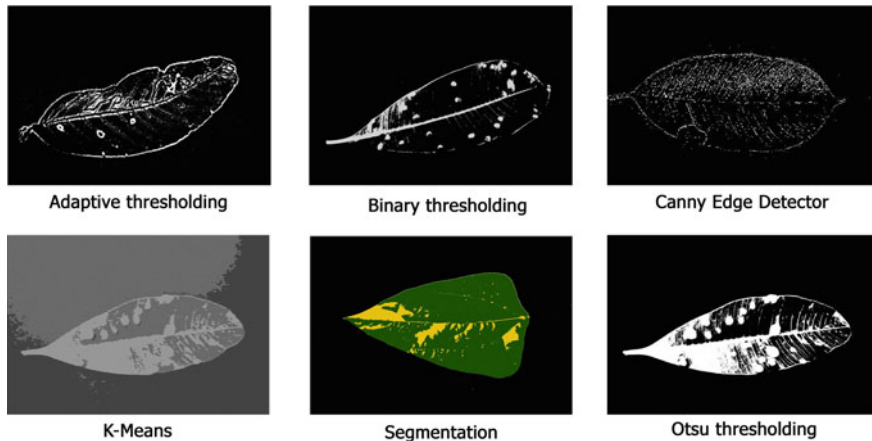 Adaptive thresholding
Binary thresholding
Canny Edge Detector
K-Means
Segmentation
Otsu thresholding